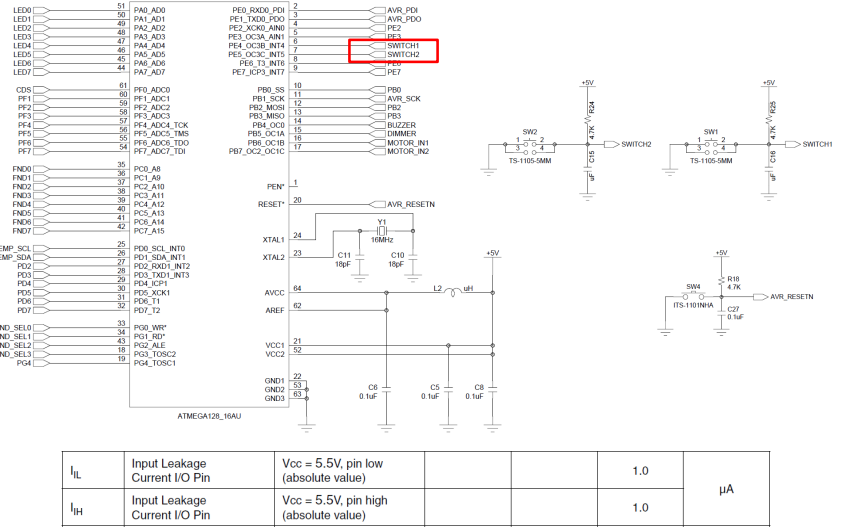 LED0 51 PA0_AD0 PE0_RXD0_PDI 2 AVR_PDI
LED1 50 PA1_AD1 PE1_TXD0_PDO 3 AVR_PDO
LED2 49 PA2_AD2 PE2_XCK0_AIN0 4 PE2
LED3 48 PA3_AD3 PE3_OC3A_AIN1 5 PE3
LED4 47 PA4_AD4 PE4_OC3B_INT4 6 SWITCH1
LED5 46 PA5_AD5 PE5_OC3C_INT5 7 SWITCH2
LED6 45 PA6_AD6 PE6_T3_INT6 8 PE6
LED7 44 PA7_AD7 PE7_ICP3_INT7 9 PE7
CDS 61 PF0_ADC0 PB0_SS 10 PB0
PF1 60 PF1_ADC1 PB1_SCK 11 AVR_SCK
PF2 59 PF2_ADC2 PB2_MOSI 12 PB2
PF3 58 PF3_ADC3 PB3_MISO 13 PB3
PF4 57 PF4_ADC4_TCK PB4_OC0 14 BUZZER
PF5 56 PF5_ADC5_TMS PB5_OC1A 15 DIMMER
PF6 55 PF6_ADC6_TDO PB6_OC1B 16 MOTOR_IN1
PF7 54 PF7_ADC7_TDI PB7_OC2_OC1C 17 MOTOR_IN2
+5V +5V
R24 4.7K R25 4.7K
SW2 SW1
1 2 1 2
3 4 3 4
SWITCH2 SWITCH1
TS-1105-5MM TS-1105-5MM
C15 uF C16 uF
FND0 35 PC0_A8
FND1 36 PC1_A9
FND2 37 PC2_A10 PEN* 1
FND3 38 PC3_A11
FND4 39 PC4_A12 RESET* 20 AVR_RESETN
FND5 40 PC5_A13
FND6 41 PC6_A14
FND7 42 PC7_A15
Y1
16MHz
XTAL1 24
XTAL2 23
C11 18pF C10 18pF
+5V
EMP_SCL 25 PD0_SCL_INT0
EMP_SDA 26 PD1_SDA_INT1
PD2 27 PD2_RXD1_INT2
PD3 28 PD3_TXD1_INT3
PD4 29 PD4_ICP1
PD5 30 PD5_XCK1
PD6 31 PD6_T1
PD7 32 PD7_T2
AVCC 64 L2 uH
AREF 62
+5V
R18
4.7K
SW4
ITS-1101NHA
AVR_RESETN
C27
0.1uF
ND_SEL0 33 PG0_WR*
ND_SEL1 34 PG1_RD*
ND_SEL2 43 PG2_ALE
ND_SEL3 18 PG3_TOSC2
PG4 19 PG4_TOSC1
VCC1 21
VCC2 52
GND1 22
GND2 53
GND3 63
C6 0.1uF C5 0.1uF C8 0.1uF
ATMEGA128_16AU
IIL Input Leakage Current I/O Pin Vcc = 5.5V, pin low (absolute value) 1.0 µA
IIH Input Leakage Current I/O Pin Vcc = 5.5V, pin high (absolute value) 1.0